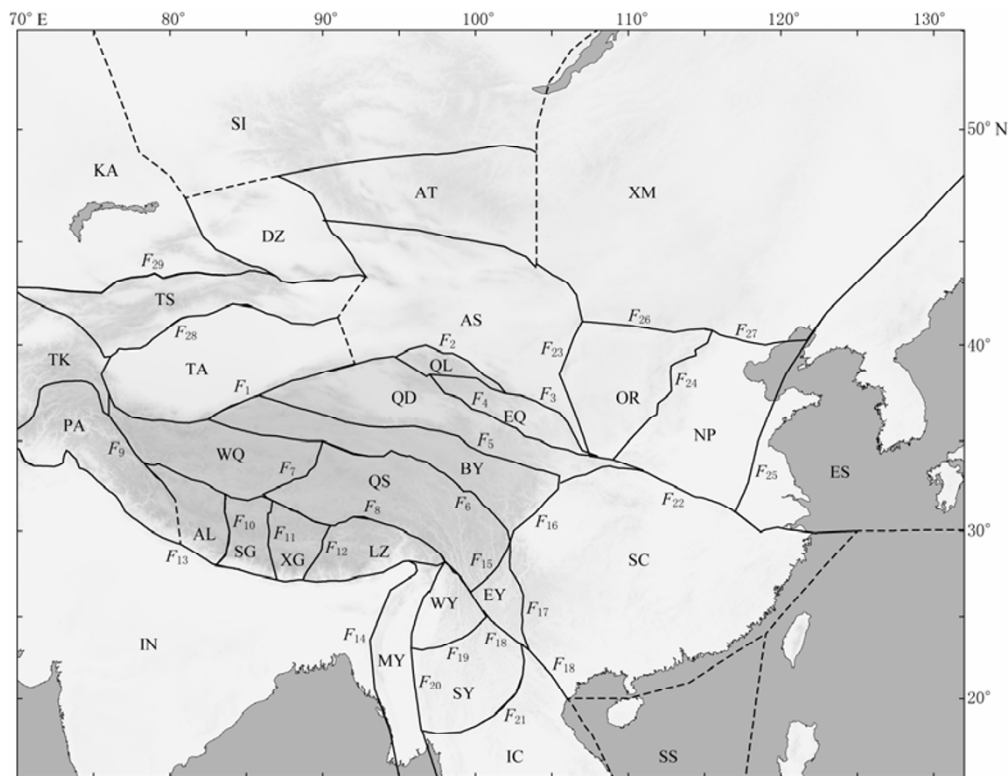 70° E 80° 90° 100° 110° 120° 130°
SI
50° N
KA
AT
XM
DZ
F29
TS
F28
AS
F26
F27
F2
F23
40°
TK
TA
QL
F1
F4
F3
F24
QD
OR
EQ
PA
NP
F5
F9
WQ
F7
BY
F25
ES
QS
F6
F22
F8
F16
30°
AL
F10
F11
F12
LZ
SG
XG
F13
F15
SC
WY
EY
F17
F14
IN
MY
F18
F19
F18
F20
SY
20°
F21
IC
SS